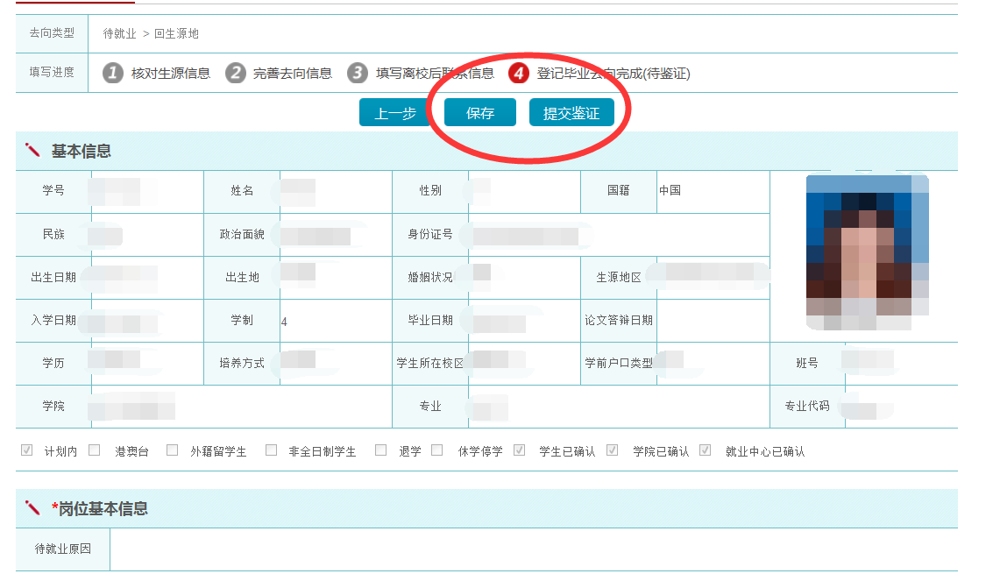 去向类型 待就业 > 回生源地
填写进度 1 核对生源信息 2 完善去向信息 3 填写离校后联系信息 4 登记毕业去向完成(待鉴证)
上一步 保存 提交鉴证
基本信息
学号 姓名 性别 国籍 中国
民族 政治面貌 身份证号
出生日期 出生地 婚姻状况 生源地区
入学日期 学制 4 毕业日期 论文答辩日期
学历 培养方式 学生所在校区 学前户口类型 班号
学院 专业 专业代码
计划内 港澳台 外籍留学生 非全日制学生 退学 休学停学 学生已确认 学院已确认 就业中心已确认
*岗位基本信息
待就业原因